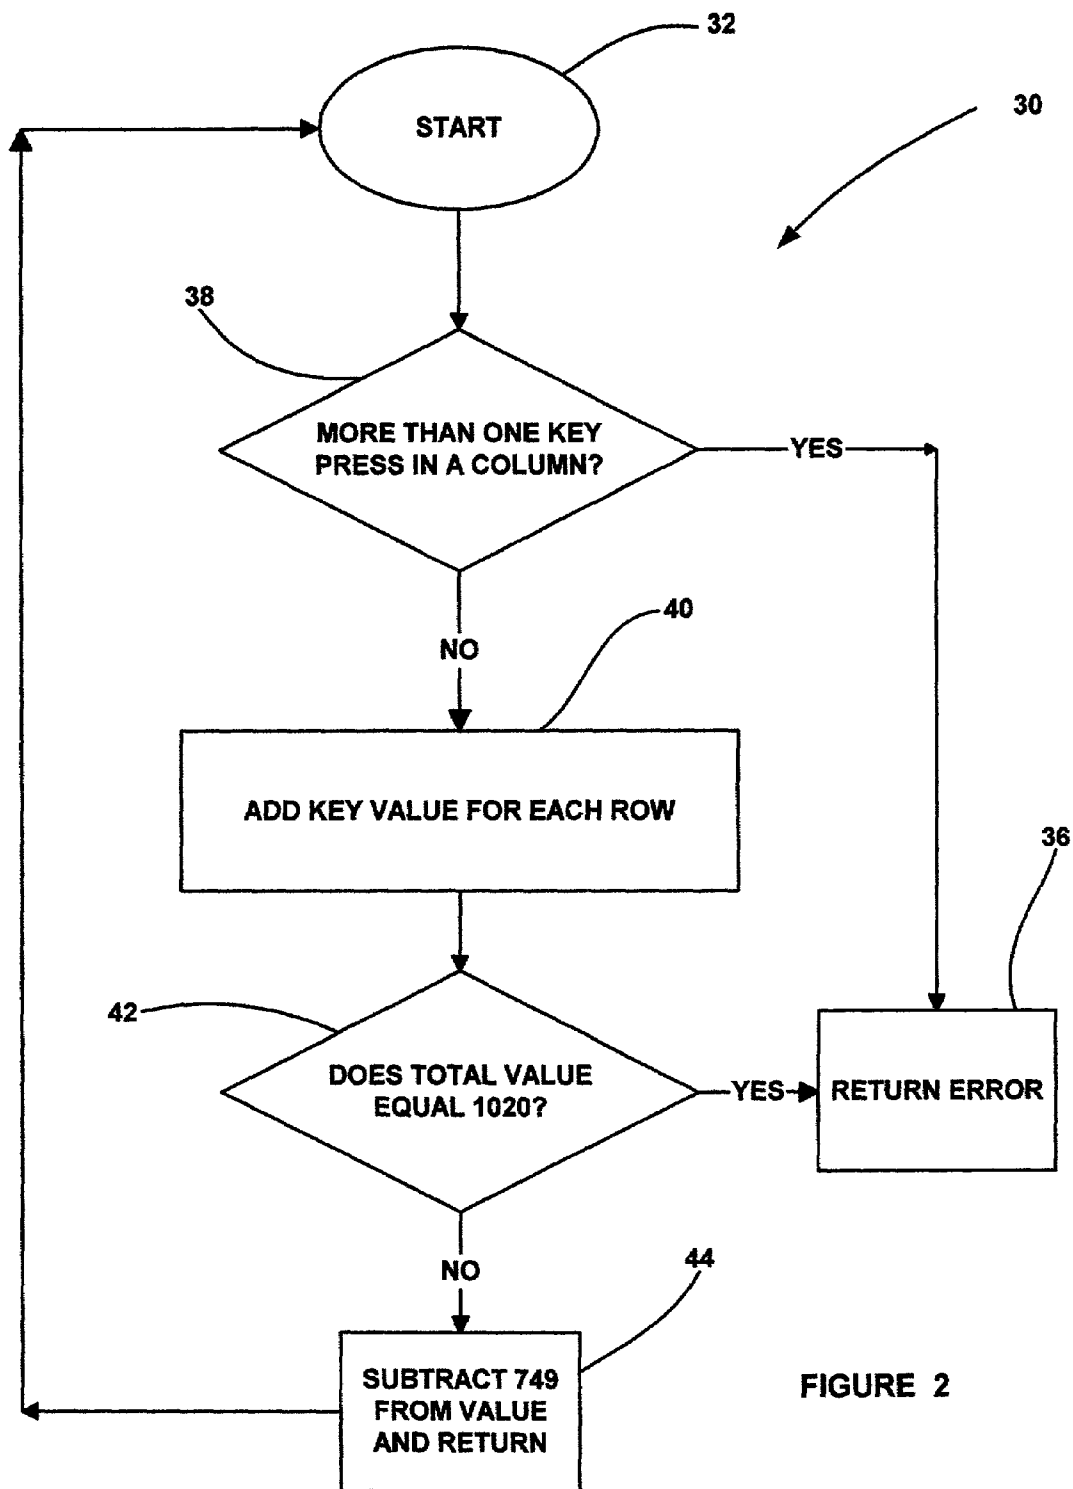 32
START
30
38
MORE THAN ONE KEY
PRESS IN A COLUMN?
YES
40
NO
ADD KEY VALUE FOR EACH ROW
36
42
DOES TOTAL VALUE
EQUAL 1020?
YES
RETURN ERROR
NO
44
SUBTRACT 749
FROM VALUE
AND RETURN
FIGURE 2